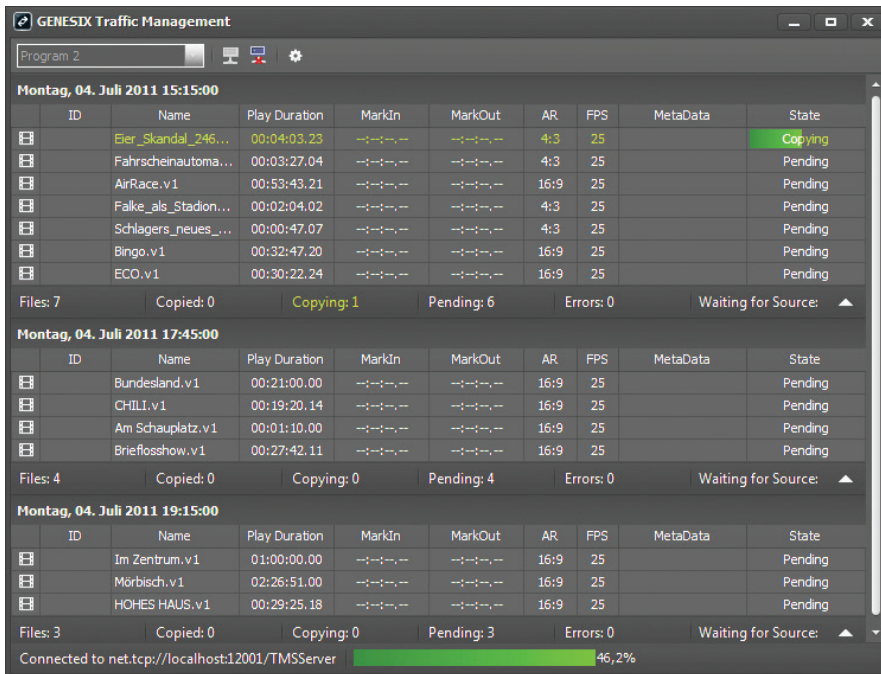 GENESIX Traffic Management
Program 2
Montag, 04. Juli 2011 15:15:00
ID Name Play Duration MarkIn MarkOut AR FPS MetaData State
Eier_Skandal_246... 00:04:03.23 --:--:--.-- --:--:--.-- 4:3 25 Copying
Fahrscheinautoma... 00:03:27.04 --:--:--.-- --:--:--.-- 4:3 25 Pending
AirRace.v1 00:53:43.21 --:--:--.-- --:--:--.-- 16:9 25 Pending
Falke_als_Stadion... 00:02:04.02 --:--:--.-- --:--:--.-- 4:3 25 Pending
Schlagers_neues_... 00:00:47.07 --:--:--.-- --:--:--.-- 4:3 25 Pending
Bingo.v1 00:32:47.20 --:--:--.-- --:--:--.-- 16:9 25 Pending
ECO.v1 00:30:22.24 --:--:--.-- --:--:--.-- 16:9 25 Pending
Files: 7 Copied: 0 Copying: 1 Pending: 6 Errors: 0 Waiting for Source:
Montag, 04. Juli 2011 17:45:00
ID Name Play Duration MarkIn MarkOut AR FPS MetaData State
Bundesland.v1 00:21:00.00 --:--:--.-- --:--:--.-- 16:9 25 Pending
CHILI.v1 00:19:20.14 --:--:--.-- --:--:--.-- 16:9 25 Pending
Am Schauplatz.v1 00:01:10.00 --:--:--.-- --:--:--.-- 16:9 25 Pending
Brieflosshow.v1 00:27:42.11 --:--:--.-- --:--:--.-- 16:9 25 Pending
Files: 4 Copied: 0 Copying: 0 Pending: 4 Errors: 0 Waiting for Source:
Montag, 04. Juli 2011 19:15:00
ID Name Play Duration MarkIn MarkOut AR FPS MetaData State
Im Zentrum.v1 01:00:00.00 --:--:--.-- --:--:--.-- 16:9 25 Pending
Mörbisch.v1 02:26:51.00 --:--:--.-- --:--:--.-- 16:9 25 Pending
HOHES HAUS.v1 00:29:25.18 --:--:--.-- --:--:--.-- 16:9 25 Pending
Files: 3 Copied: 0 Copying: 0 Pending: 3 Errors: 0 Waiting for Source:
Connected to net.tcp://localhost:12001/TMSServer 46,2%